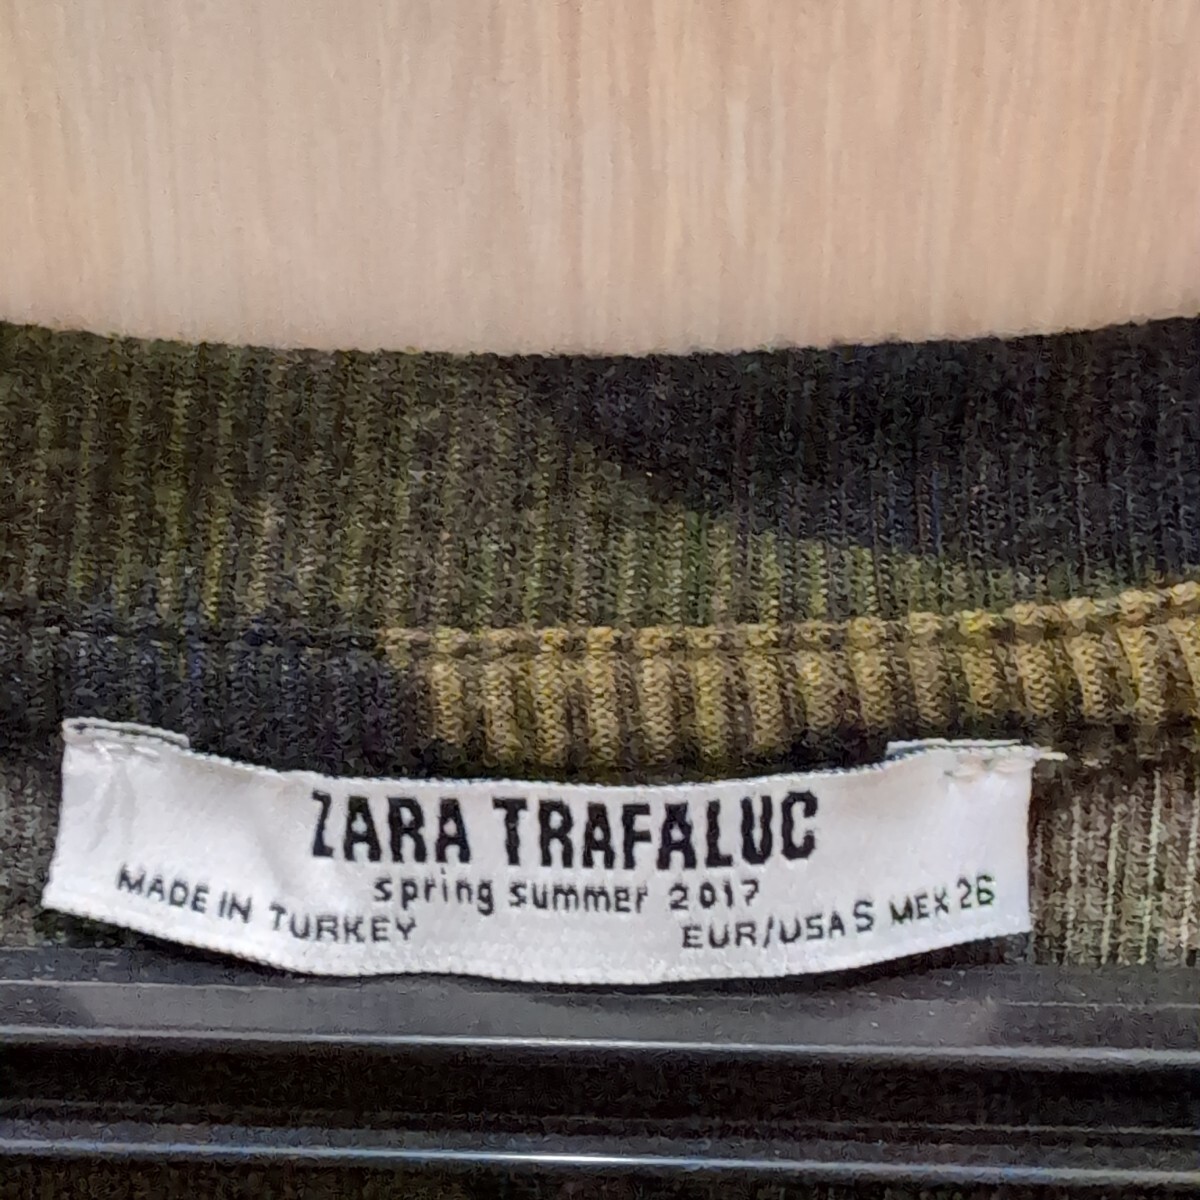 ZARA TRAFALUC
spring summer 2017
MADE IN TURKEY EUR/USA S MEX 26